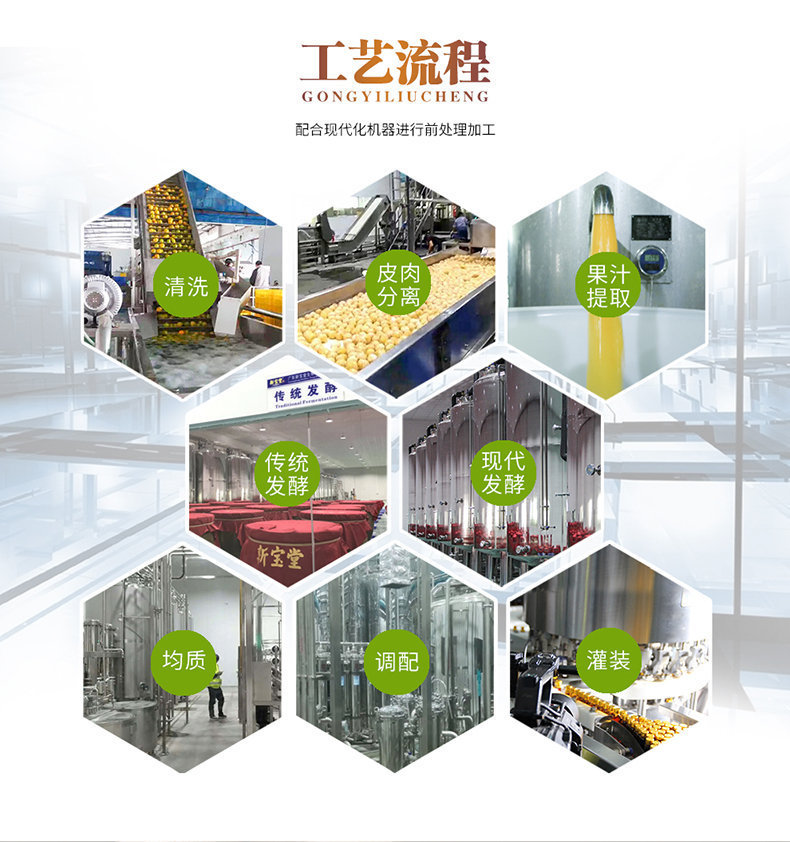 工艺流程
GONGYILIUCHENG
配合现代化机器进行前处理加工
清洗
皮肉
分离
果汁
提取
传统发酵
Traditional Fermentation
传统
发酵
现代
发酵
新宝堂
均质
调配
灌装